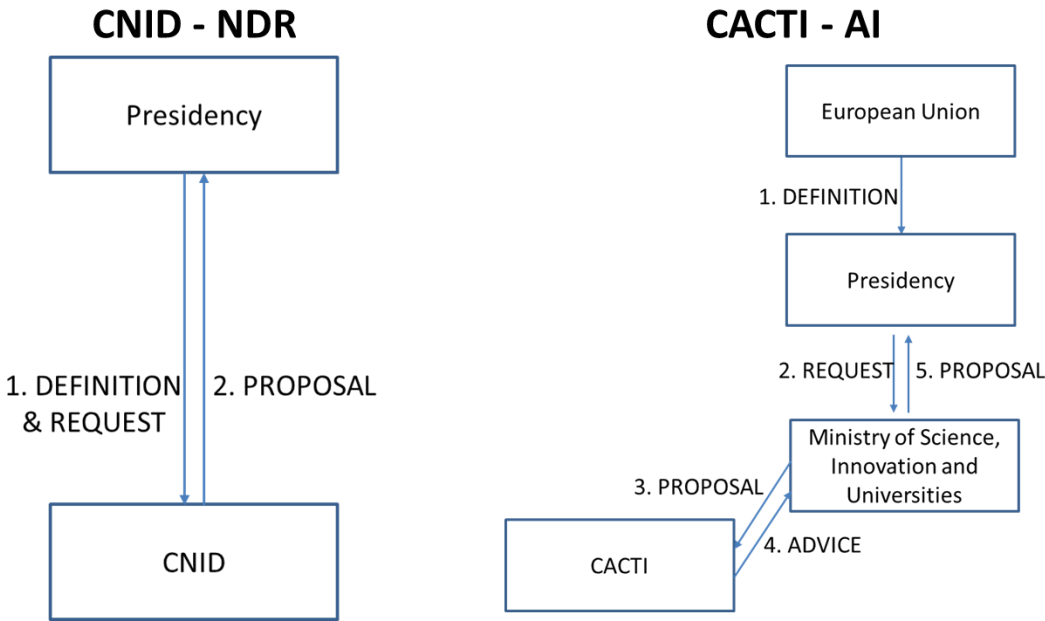 CNID - NDR
Presidency
1. DEFINITION
& REQUEST
2. PROPOSAL
CNID
CACTI - AI
European Union
1. DEFINITION
Presidency
2. REQUEST
5. PROPOSAL
Ministry of Science,
Innovation and
Universities
3. PROPOSAL
4. ADVICE
CACTI